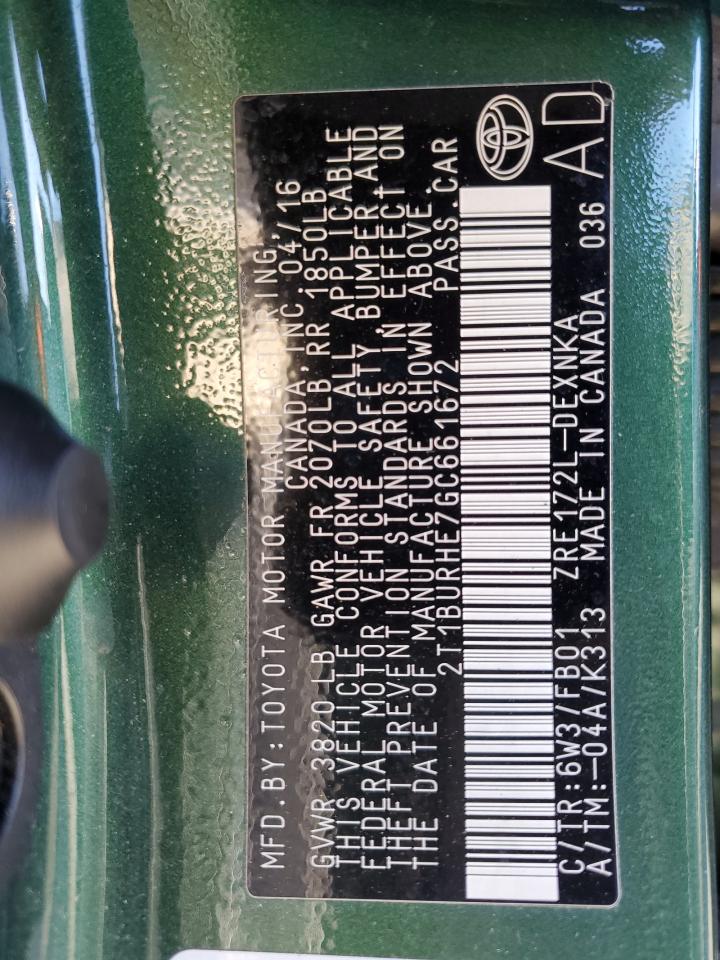 MFD.BY:TOYOTA MOTOR MANUFACTURING,
CANADA,INC.04/16
GVWR 3820 LB GAWR FR 2070LB,RR 1850LB
THIS VEHICLE CONFORMS TO ALL APPLICABLE
FEDERAL MOTOR VEHICLE SAFETY,BUMPER,AND
THEFT PREVENTION STANDARDS IN EFFECT ON
THE DATE OF MANUFACTURE SHOWN ABOVE.
2T1BURHE7GC661672 PASS.CAR
C/TR:6W3/FB01 ZRE172L-DEXNKA
A/TM:-04A/K313 MADE IN CANADA 036
AD